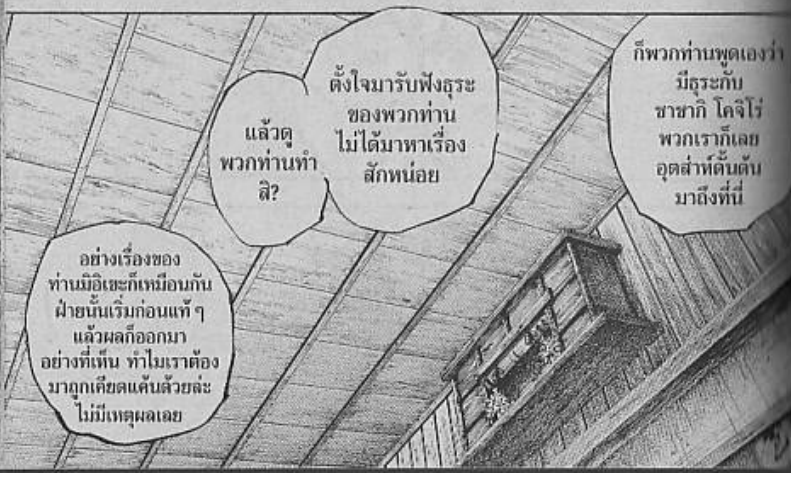 ก็พวกท่านพูดเองว่า
มีธุระกับ
ซาซากิ โคจิโร่
พวกเราก็เลย
อุตส่าห์ดั้นด้น
มาถึงที่นี่
ตั้งใจมารับฟังธุระ
ของพวกท่าน
ไม่ได้มาหาเรื่อง
สักหน่อย
แล้วดู
พวกท่านทำ
สิ?
อย่างเรื่องของ
ท่านมิอิเคะก็เหมือนกัน
ฝ่ายนั้นเริ่มก่อนแท้ ๆ
แล้วผลก็ออกมา
อย่างที่เห็น ทำไมเราต้อง
มาถูกเคียดแค้นด้วยล่ะ
ไม่มีเหตุผลเลย